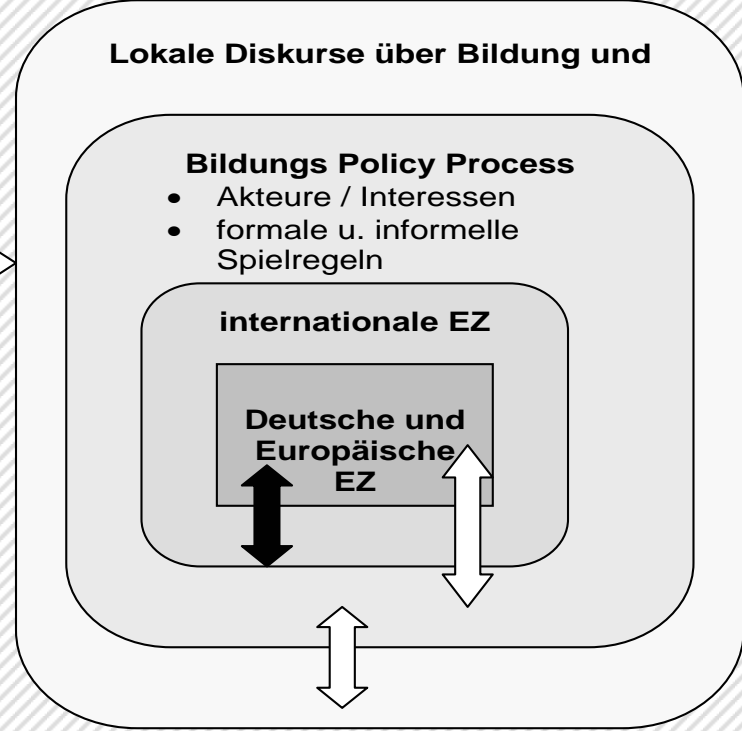 Lokale Diskurse über Bildung und
Bildungs Policy Process
• Akteure / Interessen
• formale u. informelle
Spielregeln
internationale EZ
Deutsche und
Europäische
EZ